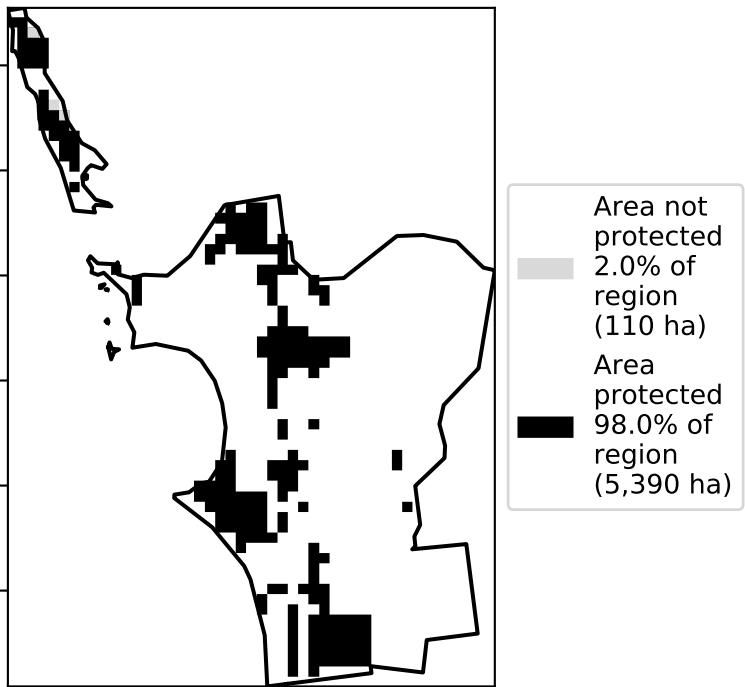 Area not
protected
2.0% of
region
(110 ha)
Area
protected
98.0% of
region
(5,390 ha)